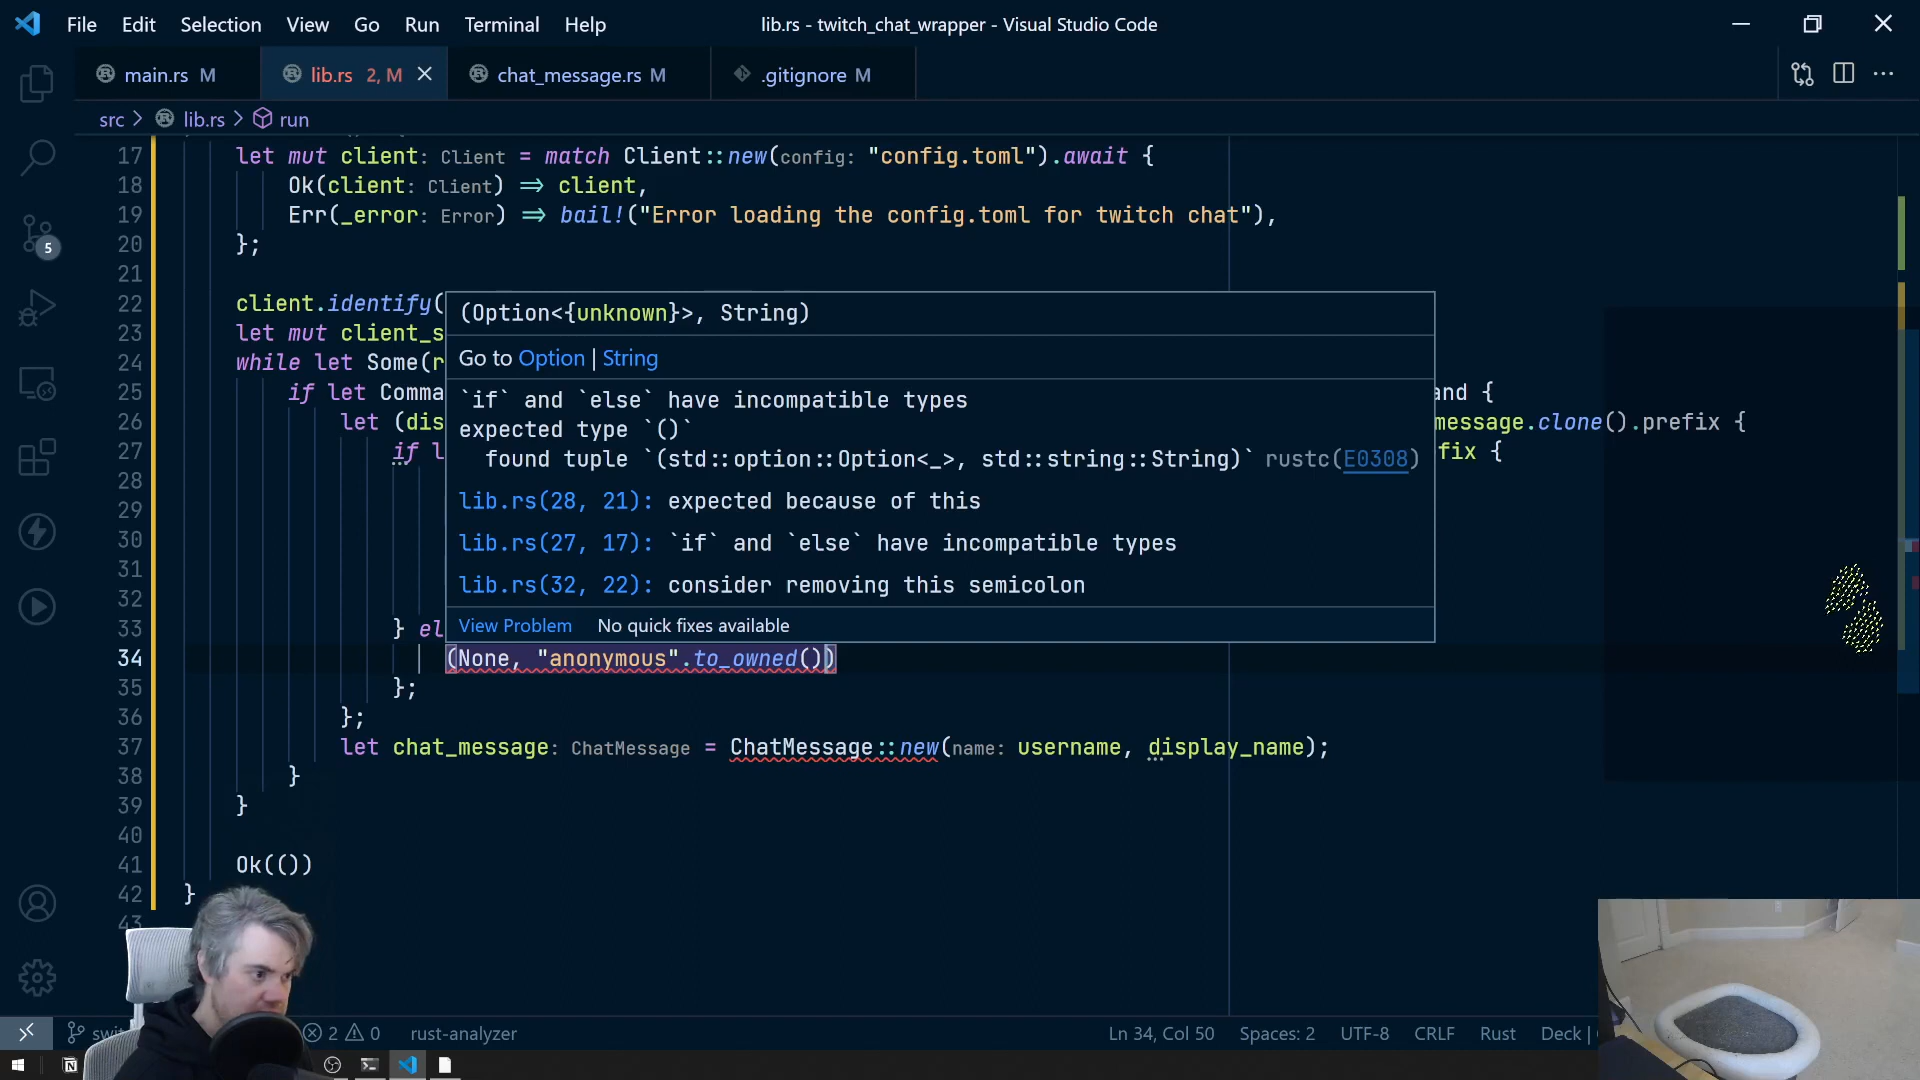 File Edit Selection View Go Run Terminal Help
lib.rs - twitch_chat_wrapper - Visual Studio Code
main.rs M
lib.rs 2, M
chat_message.rs M
.gitignore M
src > lib.rs > run
17 let mut client: Client = match Client::new(config: "config.toml").await {
18 Ok(client: Client) => client,
19 Err(_error: Error) => bail!("Error loading the config.toml for twitch chat"),
20 };
21
22 client.identify(
23 let mut client_s
24 while let Some(r
25 if let Comma and {
26 let (dis message.clone().prefix {
27 if l fix {
28
29
30
31
32
33 } el
34 (None, "anonymous".to_owned())
35 };
36 };
37 let chat_message: ChatMessage = ChatMessage::new(name: username, display_name);
38 }
39 }
40
41 Ok(())
42 }
43
(Option<{unknown}>, String)
Go to Option | String
`if` and `else` have incompatible types
expected type `()`
found tuple `(std::option::Option<_>, std::string::String)` rustc(E0308)
lib.rs(28, 21): expected because of this
lib.rs(27, 17): `if` and `else` have incompatible types
lib.rs(32, 22): consider removing this semicolon
View Problem No quick fixes available
5
swit 2 0 rust-analyzer
Ln 34, Col 50 Spaces: 2 UTF-8 CRLF Rust Deck |